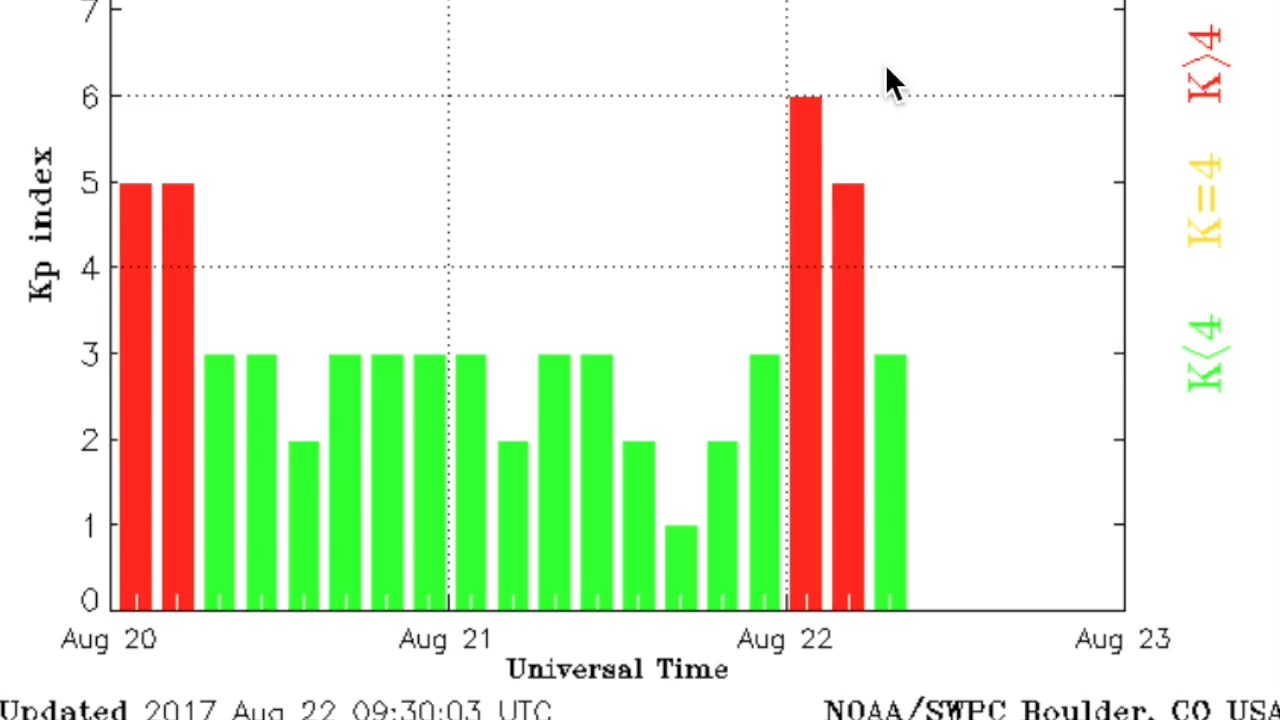 7
K>4
6
5
K=4
4
Kp index
3
K<4
2
1
0
Aug 20 Aug 21 Aug 22 Aug 23
Universal Time
Updated 2017 Aug 22 09:30:03 UTC NOAA/SWPC Boulder, CO USA